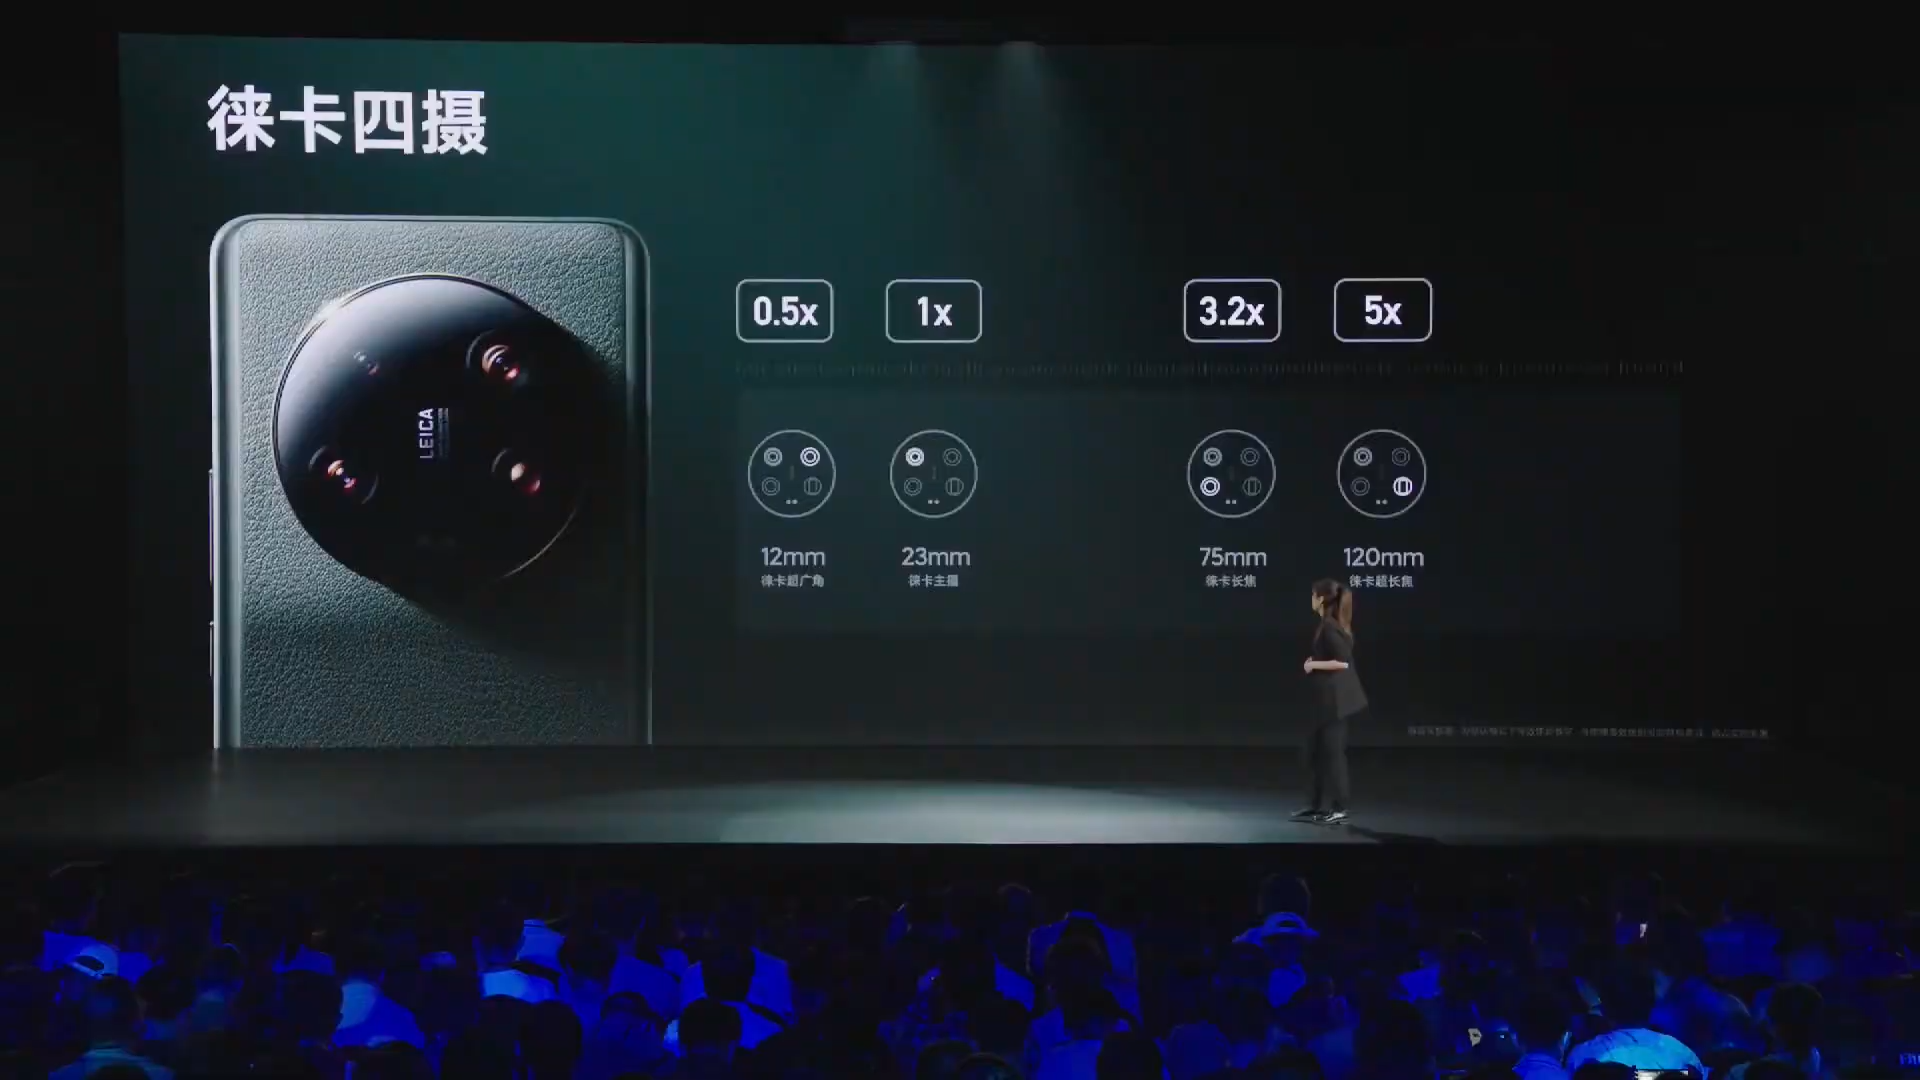 徕卡四摄
LEICA
0.5x
1x
3.2x
5x
12mm
徕卡超广角
23mm
徕卡主摄
75mm
徕卡长焦
120mm
徕卡超长焦